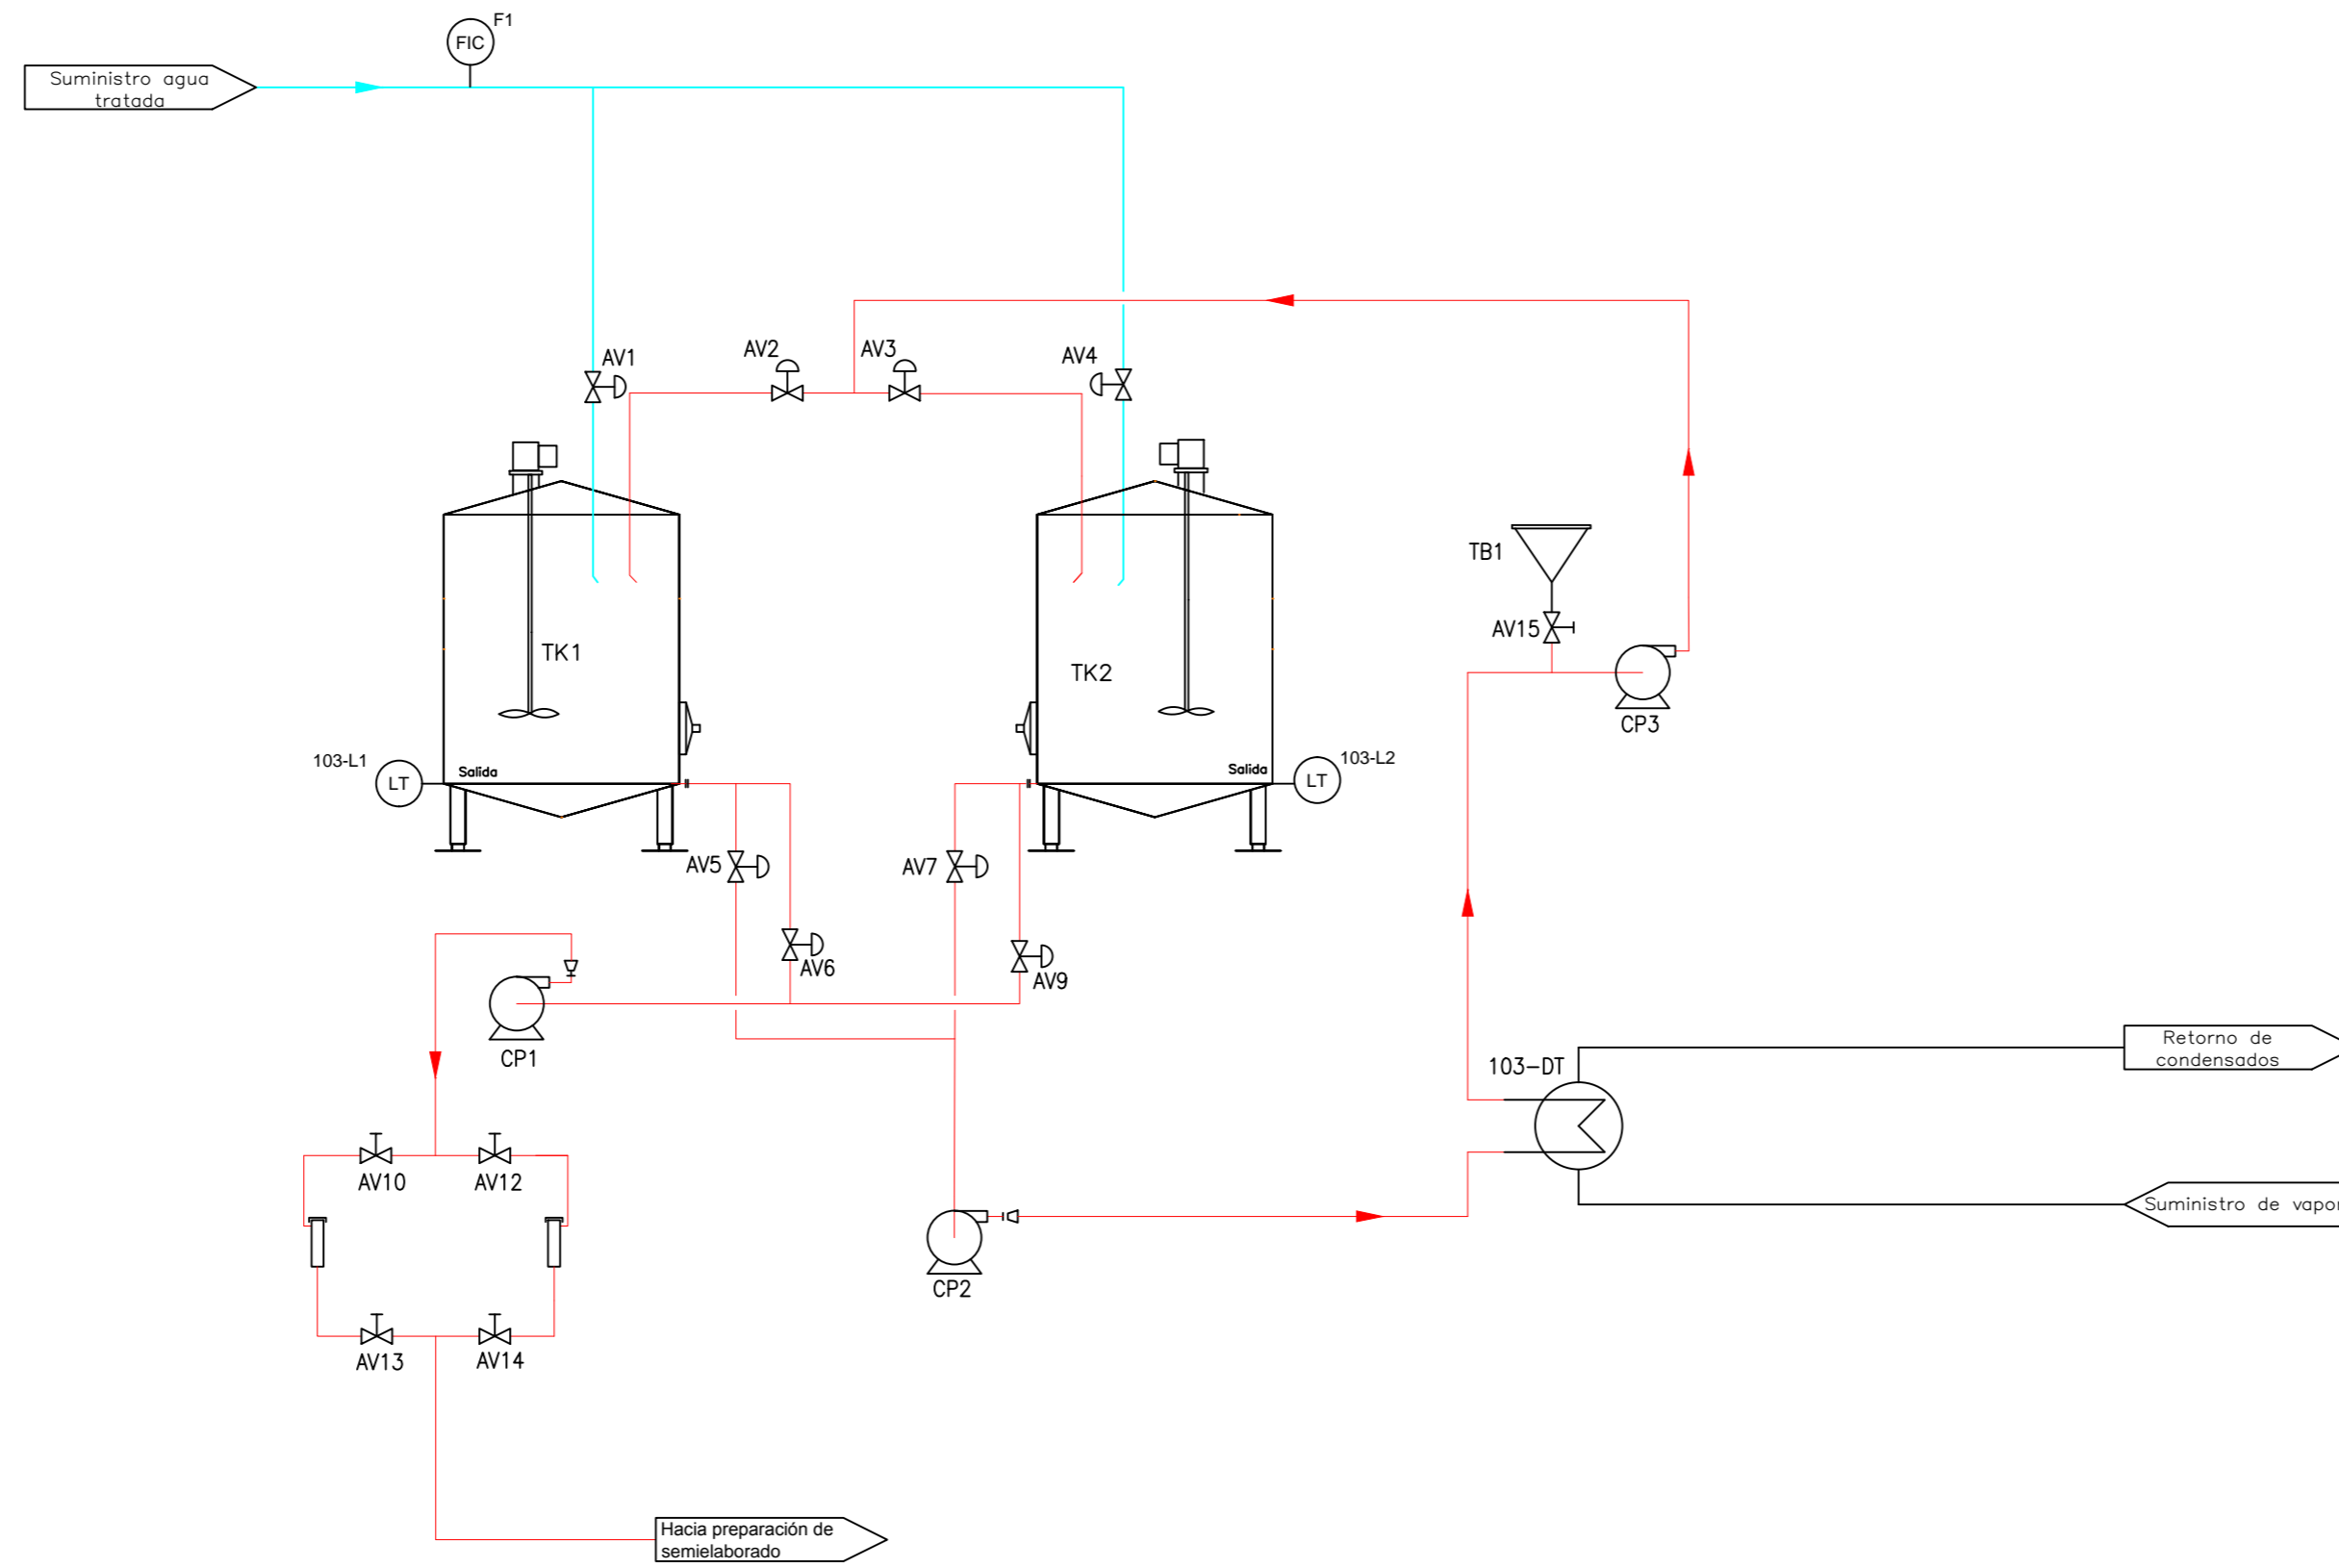 F1
FIC
Suministro agua
tratada
AV1
AV2
AV3
AV4
TB1
AV15
TK1
TK2
CP3
103-L1
LT
Salida
Salida
LT
103-L2
AV5
AV7
AV6
AV9
CP1
103-DT
Retorno de
condensados
AV10
AV12
Suministro de vapor
CP2
AV13
AV14
Hacia preparación de
semielaborado